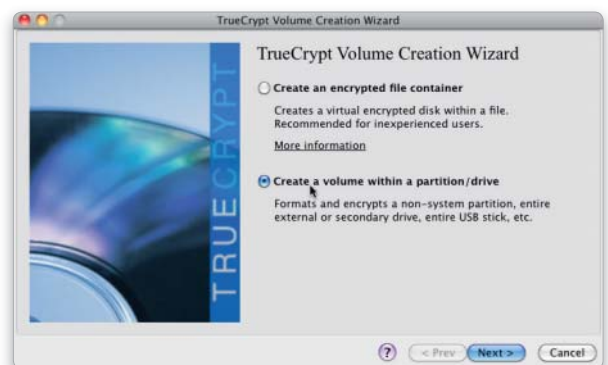 TrueCrypt Volume Creation Wizard
TRUECRYPT
TrueCrypt Volume Creation Wizard
Create an encrypted file container
Creates a virtual encrypted disk within a file.
Recommended for inexperienced users.
More information
Create a volume within a partition/drive
Formats and encrypts a non-system partition, entire
external or secondary drive, entire USB stick, etc.
?
< Prev
Next >
Cancel